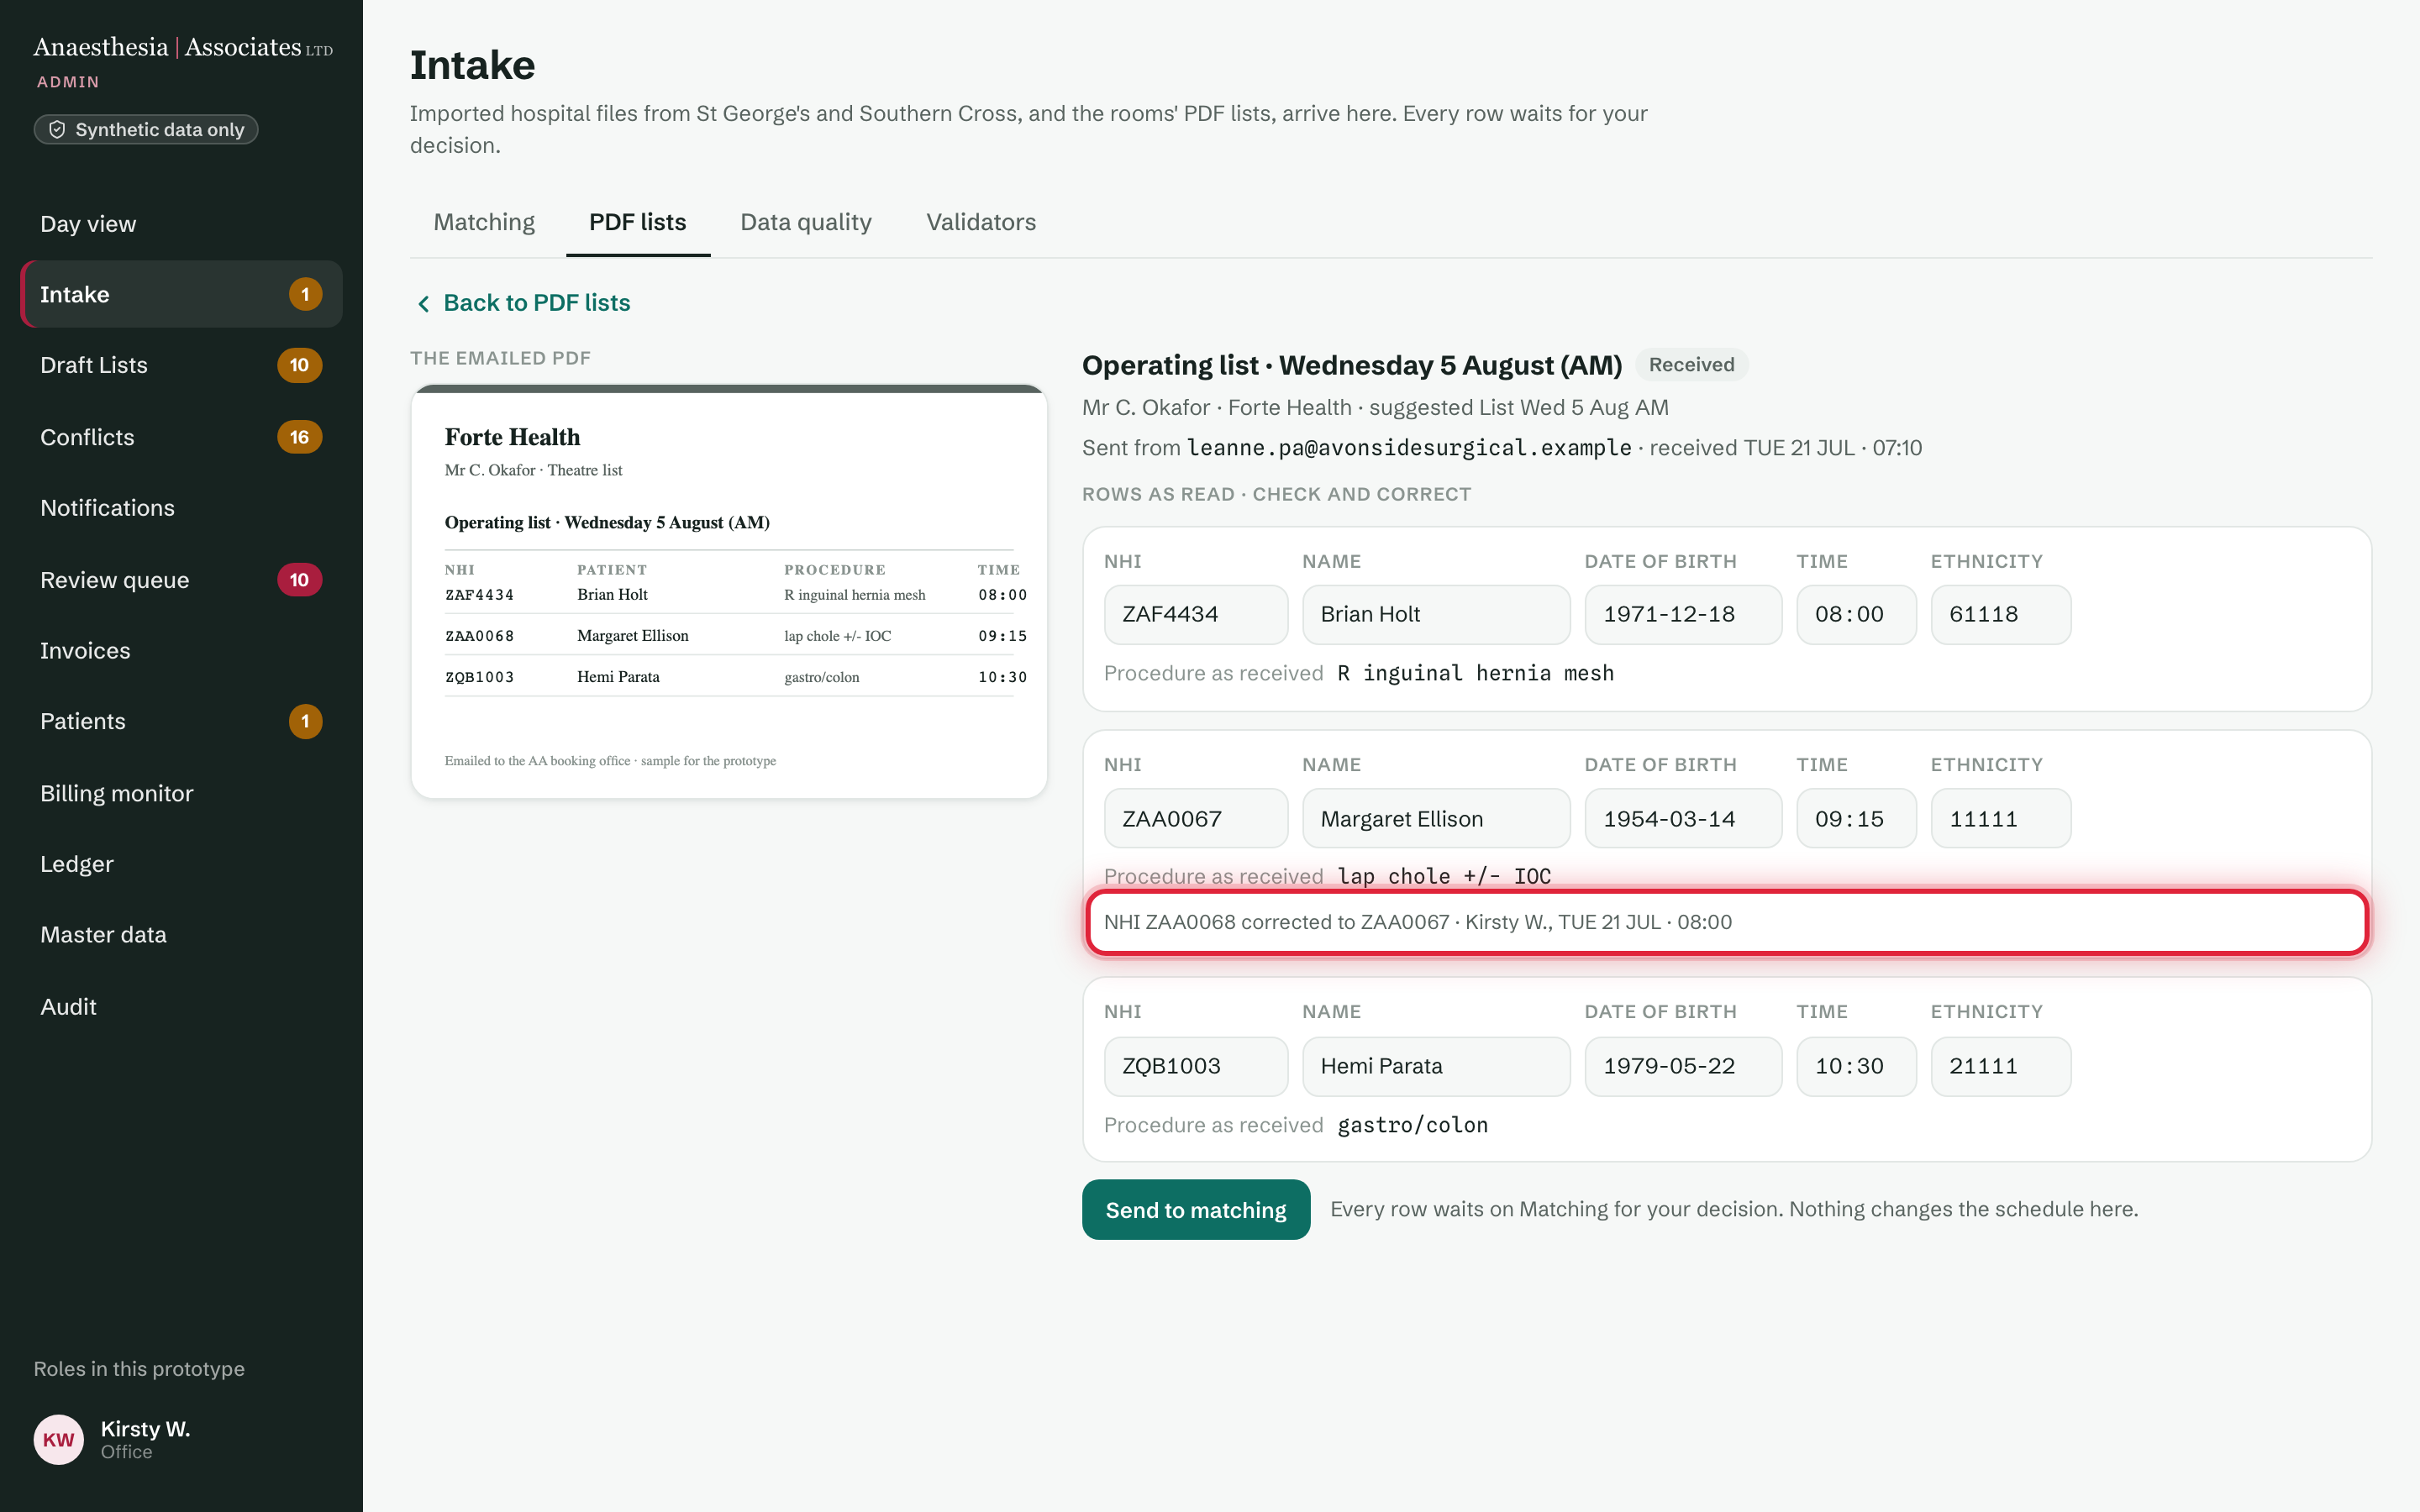 Anaesthesia | Associates LTD
ADMIN
Synthetic data only
Day view
Intake 1
Draft Lists 10
Conflicts 16
Notifications
Review queue 10
Invoices
Patients 1
Billing monitor
Ledger
Master data
Audit
Roles in this prototype
KW
Kirsty W.
Office
Intake
Imported hospital files from St George's and Southern Cross, and the rooms' PDF lists, arrive here. Every row waits for your
decision.
Matching PDF lists Data quality Validators
Back to PDF lists
THE EMAILED PDF
Forte Health
Mr C. Okafor · Theatre list
Operating list · Wednesday 5 August (AM)
NHI PATIENT PROCEDURE TIME
ZAF4434 Brian Holt R inguinal hernia mesh 08:00
ZAA0068 Margaret Ellison lap chole +/- IOC 09:15
ZQB1003 Hemi Parata gastro/colon 10:30
Emailed to the AA booking office · sample for the prototype
Operating list · Wednesday 5 August (AM) Received
Mr C. Okafor · Forte Health · suggested List Wed 5 Aug AM
Sent from leanne.pa@avonsidesurgical.example · received TUE 21 JUL · 07:10
ROWS AS READ · CHECK AND CORRECT
NHI NAME DATE OF BIRTH TIME ETHNICITY
ZAF4434 Brian Holt 1971-12-18 08:00 61118
Procedure as received R inguinal hernia mesh
NHI NAME DATE OF BIRTH TIME ETHNICITY
ZAA0067 Margaret Ellison 1954-03-14 09:15 11111
Procedure as received lap chole +/- IOC
NHI ZAA0068 corrected to ZAA0067 · Kirsty W., TUE 21 JUL · 08:00
NHI NAME DATE OF BIRTH TIME ETHNICITY
ZQB1003 Hemi Parata 1979-05-22 10:30 21111
Procedure as received gastro/colon
Send to matching Every row waits on Matching for your decision. Nothing changes the schedule here.